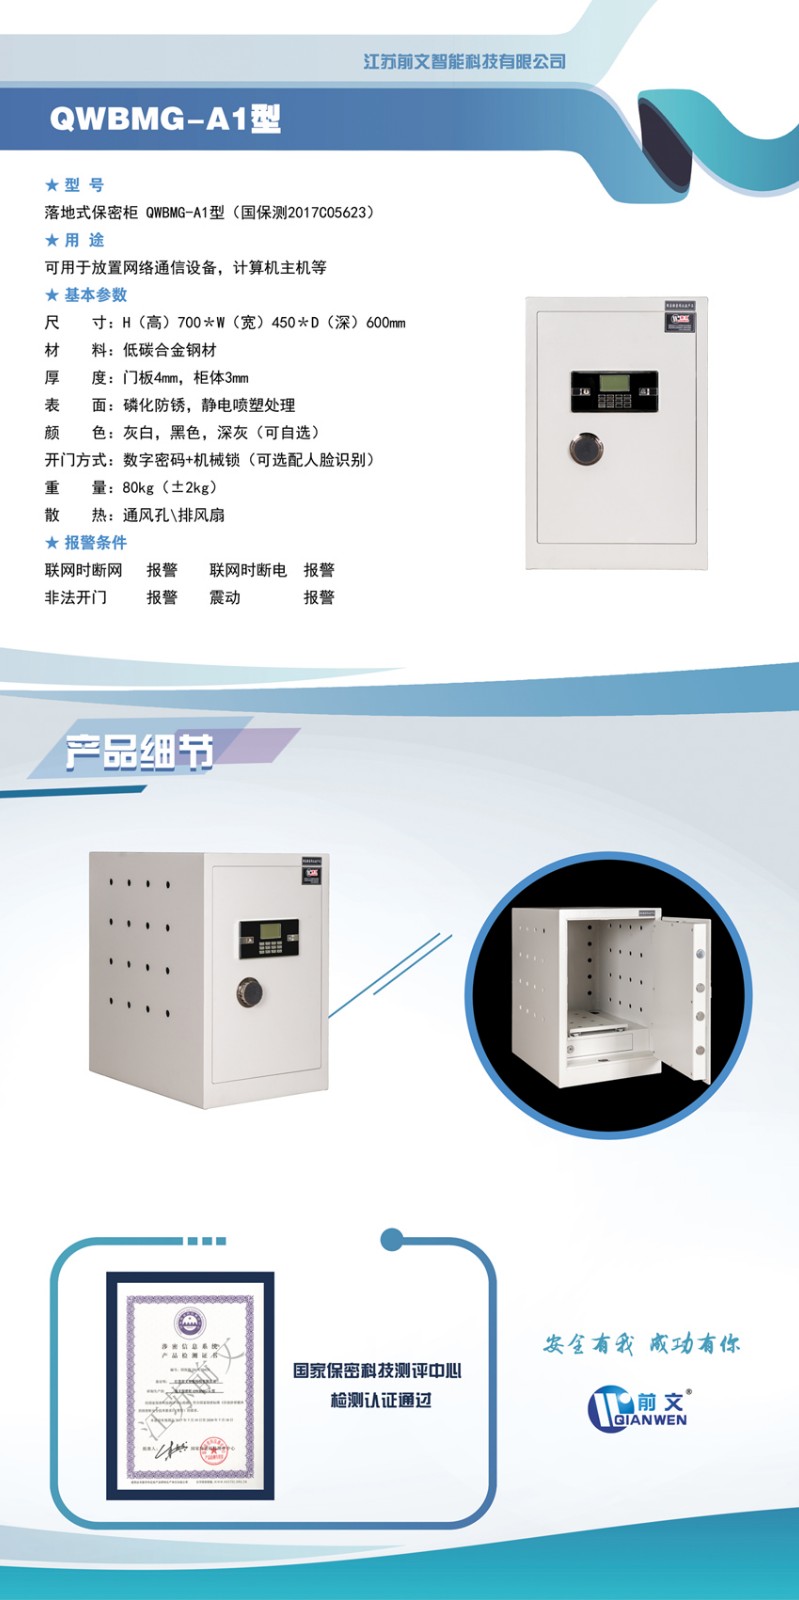 江苏前文智能科技有限公司
QWBMG-A1型
★ 型 号
落地式保密柜 QWBMG-A1型（国保测2017C05623）
★ 用 途
可用于放置网络通信设备，计算机主机等
★ 基本参数
尺 寸：H（高）700＊W（宽）450＊D（深）600mm
材 料：低碳合金钢材
厚 度：门板4mm，柜体3mm
表 面：磷化防锈，静电喷塑处理
颜 色：灰白，黑色，深灰（可自选）
开门方式：数字密码+机械锁（可选配人脸识别）
重 量：80kg（±2kg）
散 热：通风孔\排风扇
★ 报警条件
联网时断网 报警 联网时断电 报警
非法开门 报警 震动 报警
产品细节
涉密信息系统
产品检测证书
江苏前文
国家保密科技测评中心
检测认证通过
安全有我 成功有你
前文®
QIANWEN